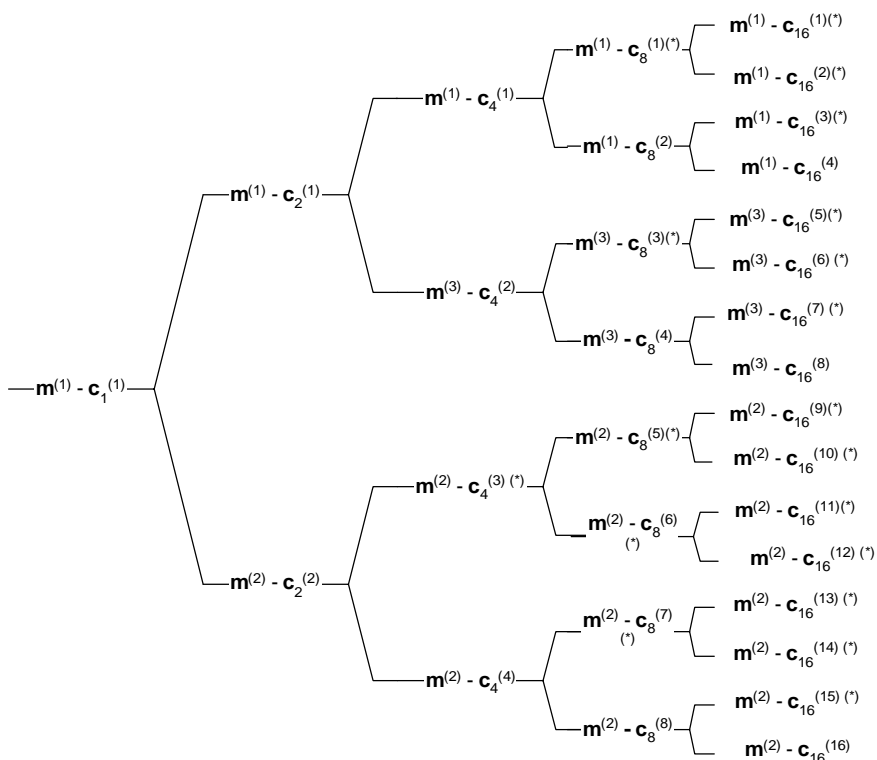 m⁽¹⁾ - c₁⁽¹⁾
m⁽¹⁾ - c₂⁽¹⁾
m⁽²⁾ - c₂⁽²⁾
m⁽¹⁾ - c₄⁽¹⁾
m⁽³⁾ - c₄⁽²⁾
m⁽²⁾ - c₄⁽³⁾ ⁽*⁾
m⁽²⁾ - c₄⁽⁴⁾
m⁽¹⁾ - c₈⁽¹⁾⁽*⁾
m⁽¹⁾ - c₈⁽²⁾
m⁽³⁾ - c₈⁽³⁾⁽*⁾
m⁽³⁾ - c₈⁽⁴⁾
m⁽²⁾ - c₈⁽⁵⁾⁽*⁾
m⁽²⁾ - c₈⁽⁶⁾
(*)
m⁽²⁾ - c₈⁽⁷⁾
(*)
m⁽²⁾ - c₈⁽⁸⁾
m⁽¹⁾ - c₁₆⁽¹⁾⁽*⁾
m⁽¹⁾ - c₁₆⁽²⁾⁽*⁾
m⁽¹⁾ - c₁₆⁽³⁾⁽*⁾
m⁽¹⁾ - c₁₆⁽⁴⁾
m⁽³⁾ - c₁₆⁽⁵⁾⁽*⁾
m⁽³⁾ - c₁₆⁽⁶⁾ ⁽*⁾
m⁽³⁾ - c₁₆⁽⁷⁾ ⁽*⁾
m⁽³⁾ - c₁₆⁽⁸⁾
m⁽²⁾ - c₁₆⁽⁹⁾⁽*⁾
m⁽²⁾ - c₁₆⁽¹⁰⁾ ⁽*⁾
m⁽²⁾ - c₁₆⁽¹¹⁾⁽*⁾
m⁽²⁾ - c₁₆⁽¹²⁾ ⁽*⁾
m⁽²⁾ - c₁₆⁽¹³⁾ ⁽*⁾
m⁽²⁾ - c₁₆⁽¹⁴⁾ ⁽*⁾
m⁽²⁾ - c₁₆⁽¹⁵⁾ ⁽*⁾
m⁽²⁾ - c₁₆⁽¹⁶⁾